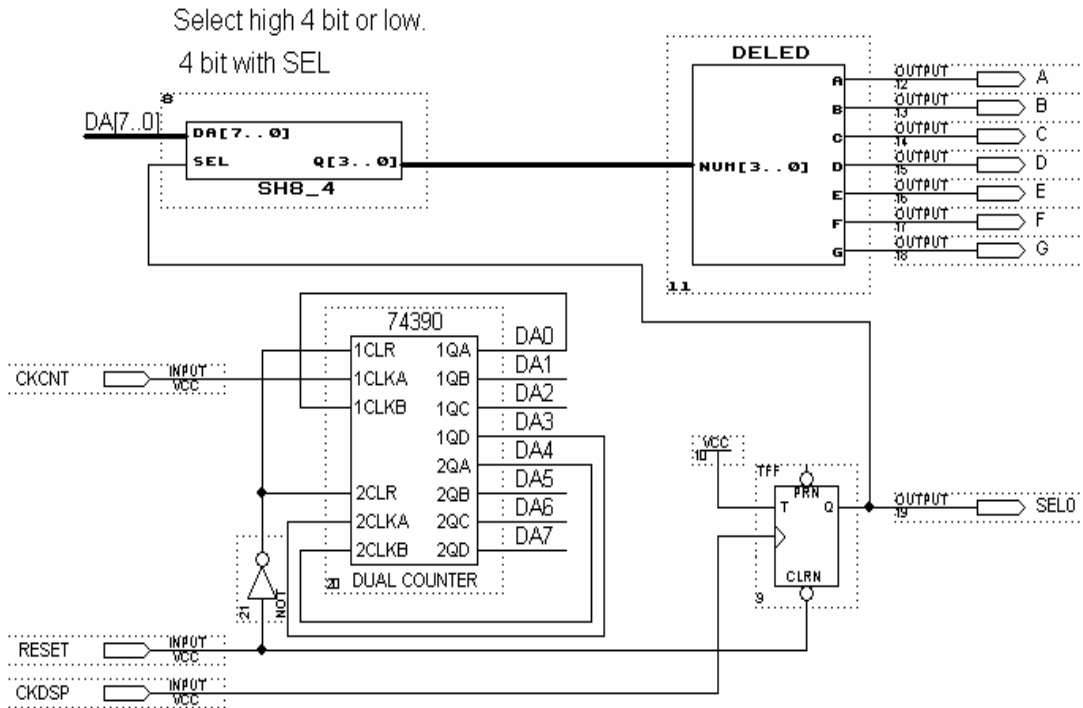 Select high 4 bit or low.
4 bit with SEL
8
DA[7..0]
DA[7..0]
SEL
Q[3..0]
SH8_4
DELED
NUM[3..0]
A
B
C
D
E
F
G
11
OUTPUT
12
A
OUTPUT
13
B
OUTPUT
14
C
OUTPUT
15
D
OUTPUT
16
E
OUTPUT
17
F
OUTPUT
18
G
74390
1CLR
1CLKA
1CLKB
2CLR
2CLKA
2CLKB
1QA
1QB
1QC
1QD
2QA
2QB
2QC
2QD
DA0
DA1
DA2
DA3
DA4
DA5
DA6
DA7
20
DUAL COUNTER
CKCNT
INPUT
VCC
21
NOT
RESET
INPUT
VCC
CKDSP
INPUT
VCC
VCC
10
TFF
PRN
T
Q
CLRN
9
OUTPUT
19
SEL0